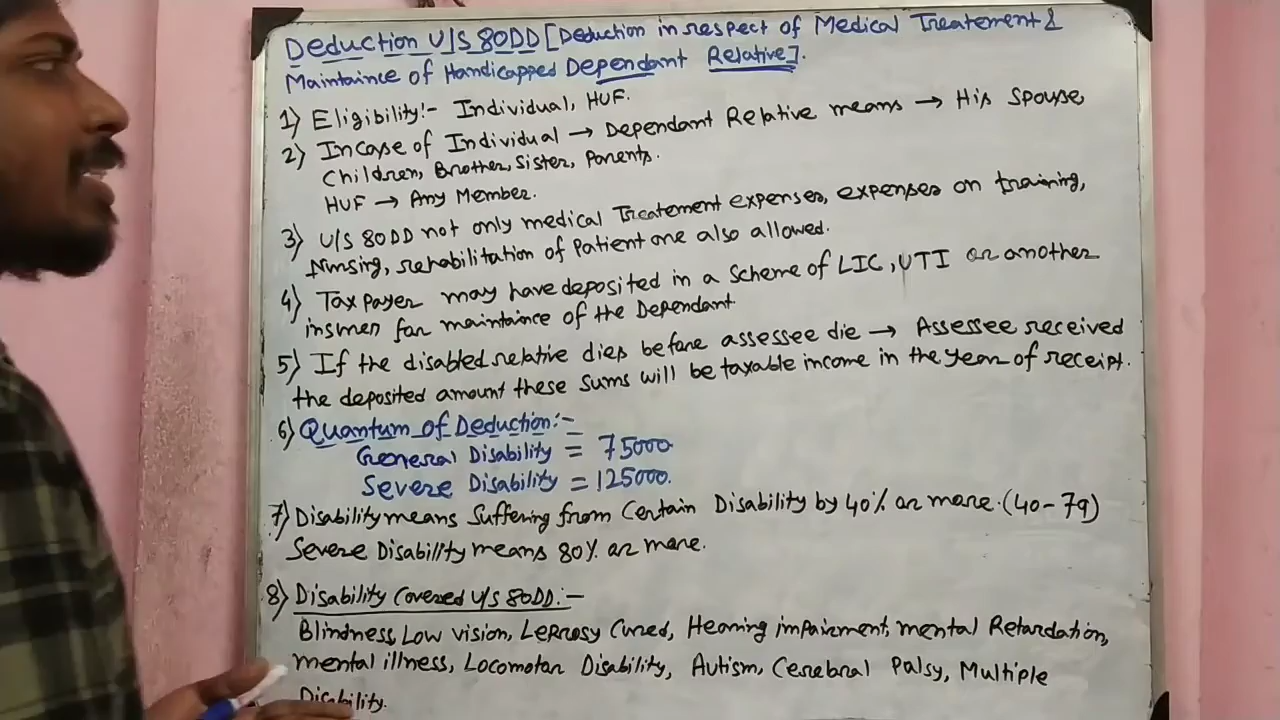 Deduction U/S 80DD [Deduction in respect of Medical Treatement &
Maintaince of Handicapped Dependant Relative].
1) Eligibility:- Individual, HUF.
2) Incase of Individual → Dependant Relative means → His Spouse,
Children, Brother, Sister, Parents.
HUF → Any Member.
3) U/S 80DD not only medical Treatement expenses, expenses on training,
Nursing, rehabilitation of patient are also allowed.
4) Tax payer may have deposited in a Scheme of LIC, UTI or another
insurer for maintaince of the Dependant
5) If the disabled relative dies before assessee die → Assessee received
the deposited amount these sums will be taxable income in the year of receipt.
6) Quantum of Deduction:-
General Disability = 75000
Severe Disability = 125000.
7) Disability means Suffering from Certain Disability by 40% or more. (40-79)
Severe Disability means 80% or more.
8) Disability Covered U/S 80DD:-
Blindness, Low vision, Leprosy Cured, Hearing impairment, mental Retardation,
mental illness, Locomotar Disability, Autism, Cerebral Palsy, Multiple
Disability.